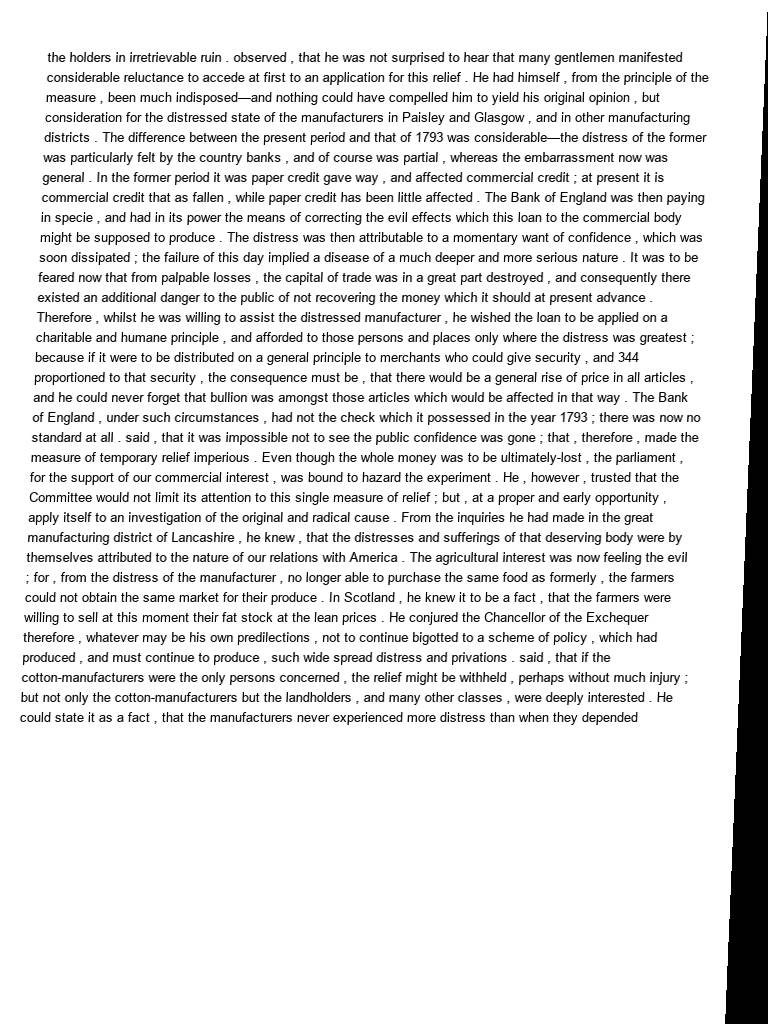 the holders in irretrievable ruin . observed , that he was not surprised to hear that many gentlemen manifested
considerable reluctance to accede at first to an application for this relief . He had himself , from the principle of the
measure , been much indisposed—and nothing could have compelled him to yield his original opinion , but
consideration for the distressed state of the manufacturers in Paisley and Glasgow , and in other manufacturing
districts . The difference between the present period and that of 1793 was considerable—the distress of the former
was particularly felt by the country banks , and of course was partial , whereas the embarrassment now was
general . In the former period it was paper credit gave way , and affected commercial credit ; at present it is
commercial credit that as fallen , while paper credit has been little affected . The Bank of England was then paying
in specie , and had in its power the means of correcting the evil effects which this loan to the commercial body
might be supposed to produce . The distress was then attributable to a momentary want of confidence , which was
soon dissipated ; the failure of this day implied a disease of a much deeper and more serious nature . It was to be
feared now that from palpable losses , the capital of trade was in a great part destroyed , and consequently there
existed an additional danger to the public of not recovering the money which it should at present advance .
Therefore , whilst he was willing to assist the distressed manufacturer , he wished the loan to be applied on a
charitable and humane principle , and afforded to those persons and places only where the distress was greatest ;
because if it were to be distributed on a general principle to merchants who could give security , and 344
proportioned to that security , the consequence must be , that there would be a general rise of price in all articles ,
and he could never forget that bullion was amongst those articles which would be affected in that way . The Bank
of England , under such circumstances , had not the check which it possessed in the year 1793 ; there was now no
standard at all . said , that it was impossible not to see the public confidence was gone ; that , therefore , made the
measure of temporary relief imperious . Even though the whole money was to be ultimately-lost , the parliament ,
for the support of our commercial interest , was bound to hazard the experiment . He , however , trusted that the
Committee would not limit its attention to this single measure of relief ; but , at a proper and early opportunity ,
apply itself to an investigation of the original and radical cause . From the inquiries he had made in the great
manufacturing district of Lancashire , he knew , that the distresses and sufferings of that deserving body were by
themselves attributed to the nature of our relations with America . The agricultural interest was now feeling the evil
; for , from the distress of the manufacturer , no longer able to purchase the same food as formerly , the farmers
could not obtain the same market for their produce . In Scotland , he knew it to be a fact , that the farmers were
willing to sell at this moment their fat stock at the lean prices . He conjured the Chancellor of the Exchequer
therefore , whatever may be his own predilections , not to continue bigotted to a scheme of policy , which had
produced , and must continue to produce , such wide spread distress and privations . said , that if the
cotton-manufacturers were the only persons concerned , the relief might be withheld , perhaps without much injury ;
but not only the cotton-manufacturers but the landholders , and many other classes , were deeply interested . He
could state it as a fact , that the manufacturers never experienced more distress than when they depended